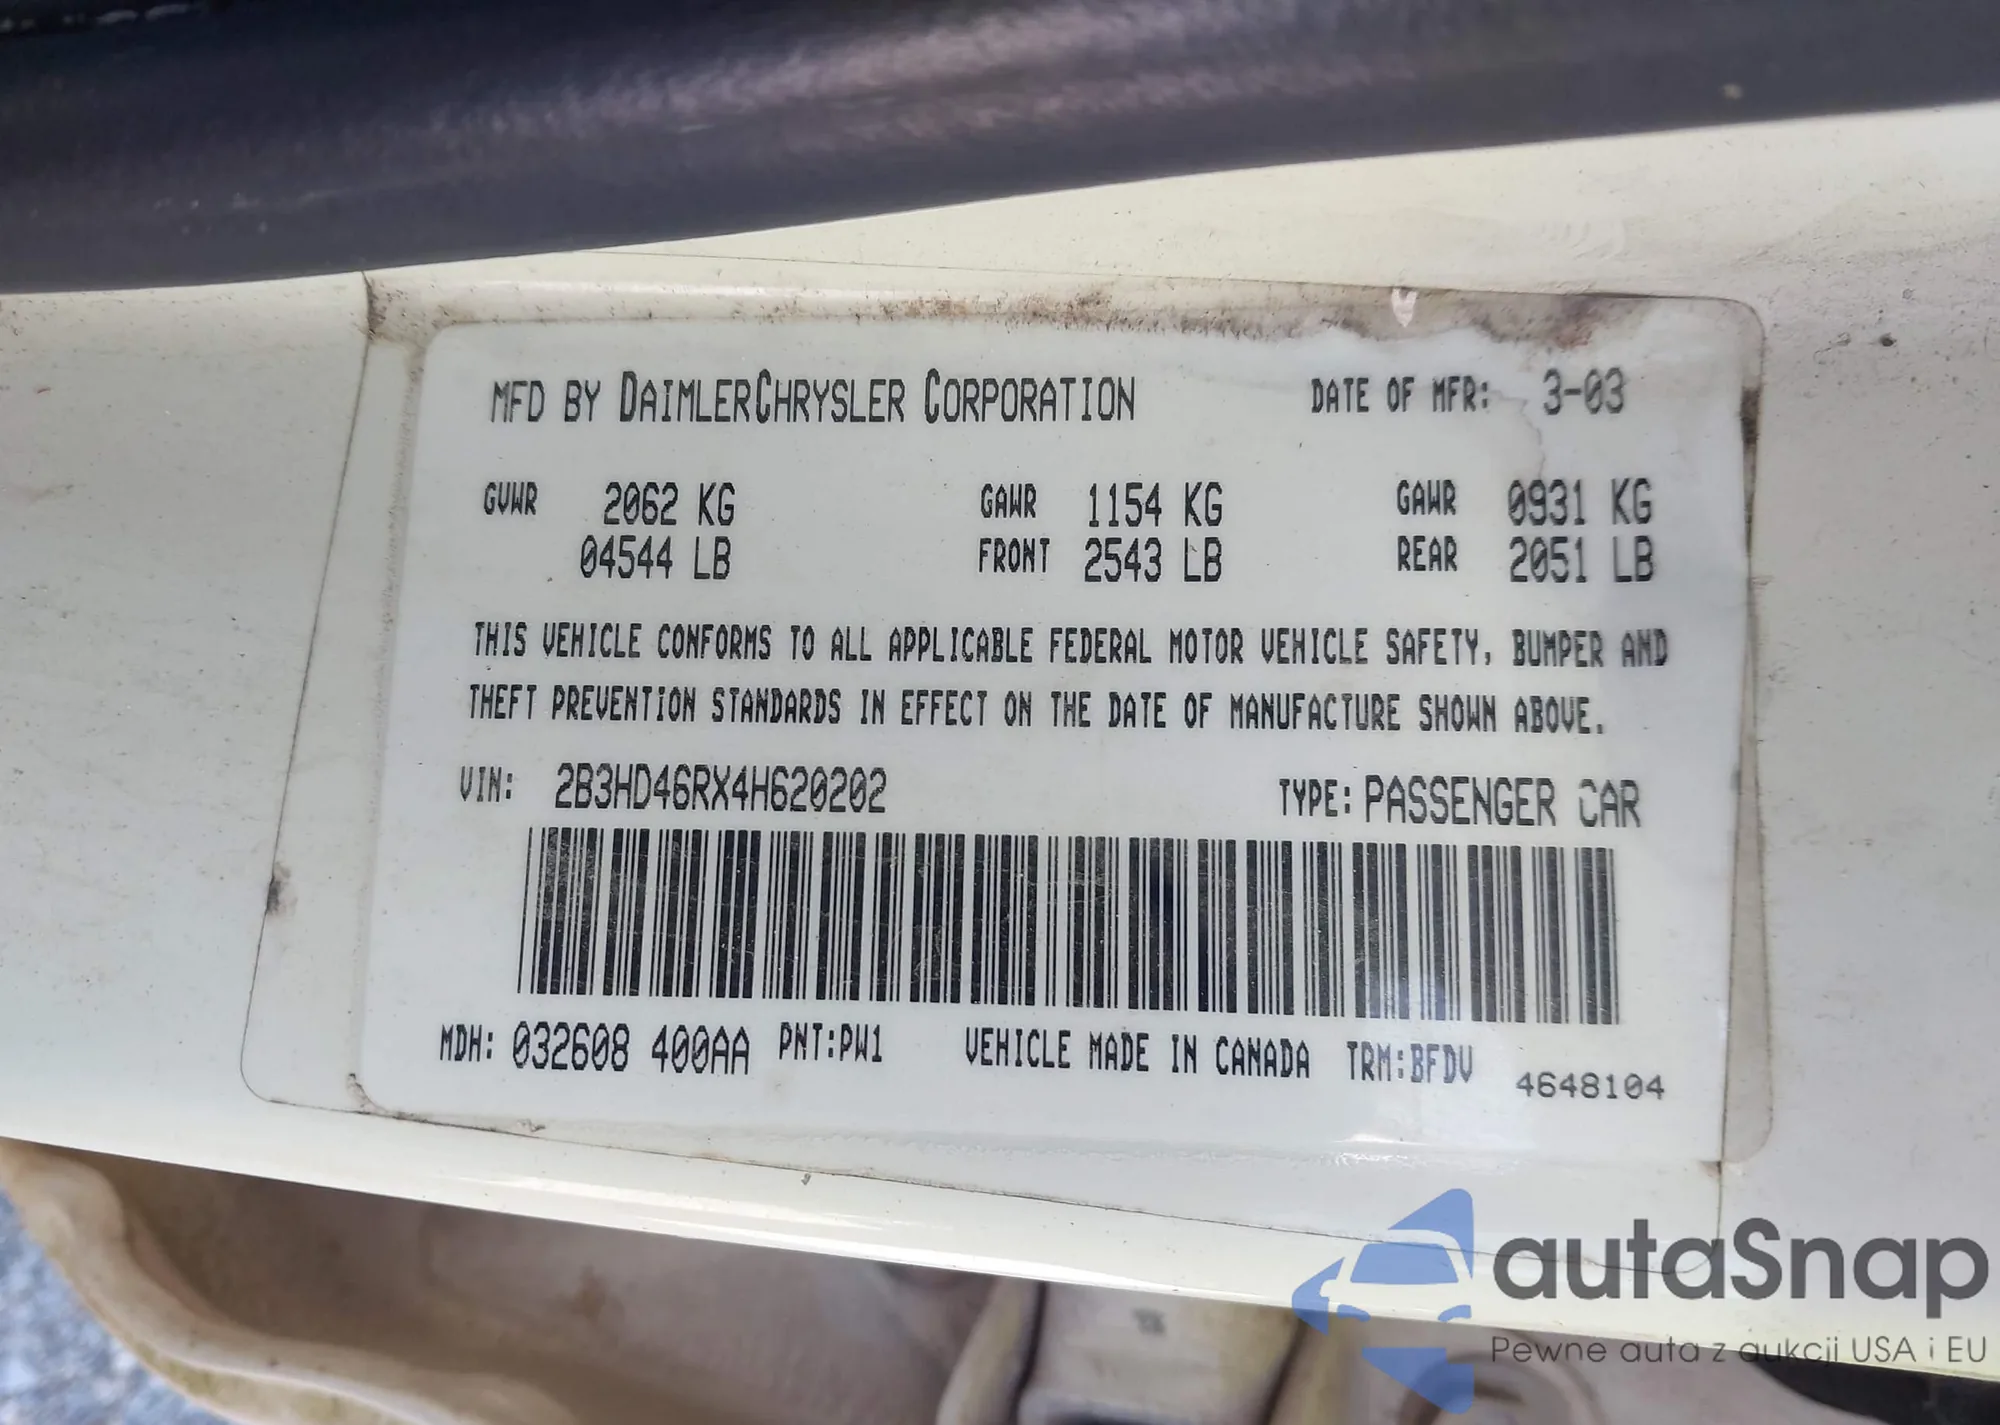 MFD BY DAIMLERCHRYSLER CORPORATION DATE OF MFR: 3-03
GVWR 2062 KG GAWR 1154 KG GAWR 0931 KG
04544 LB FRONT 2543 LB REAR 2051 LB
THIS VEHICLE CONFORMS TO ALL APPLICABLE FEDERAL MOTOR VEHICLE SAFETY, BUMPER AND
THEFT PREVENTION STANDARDS IN EFFECT ON THE DATE OF MANUFACTURE SHOWN ABOVE.
VIN: 2B3HD46RX4H620202 TYPE: PASSENGER CAR
MDH: 032608 400AA PNT:PW1 VEHICLE MADE IN CANADA TRM:BFDV 4648104
autaSnap
Pewne auta z aukcji USA i EU